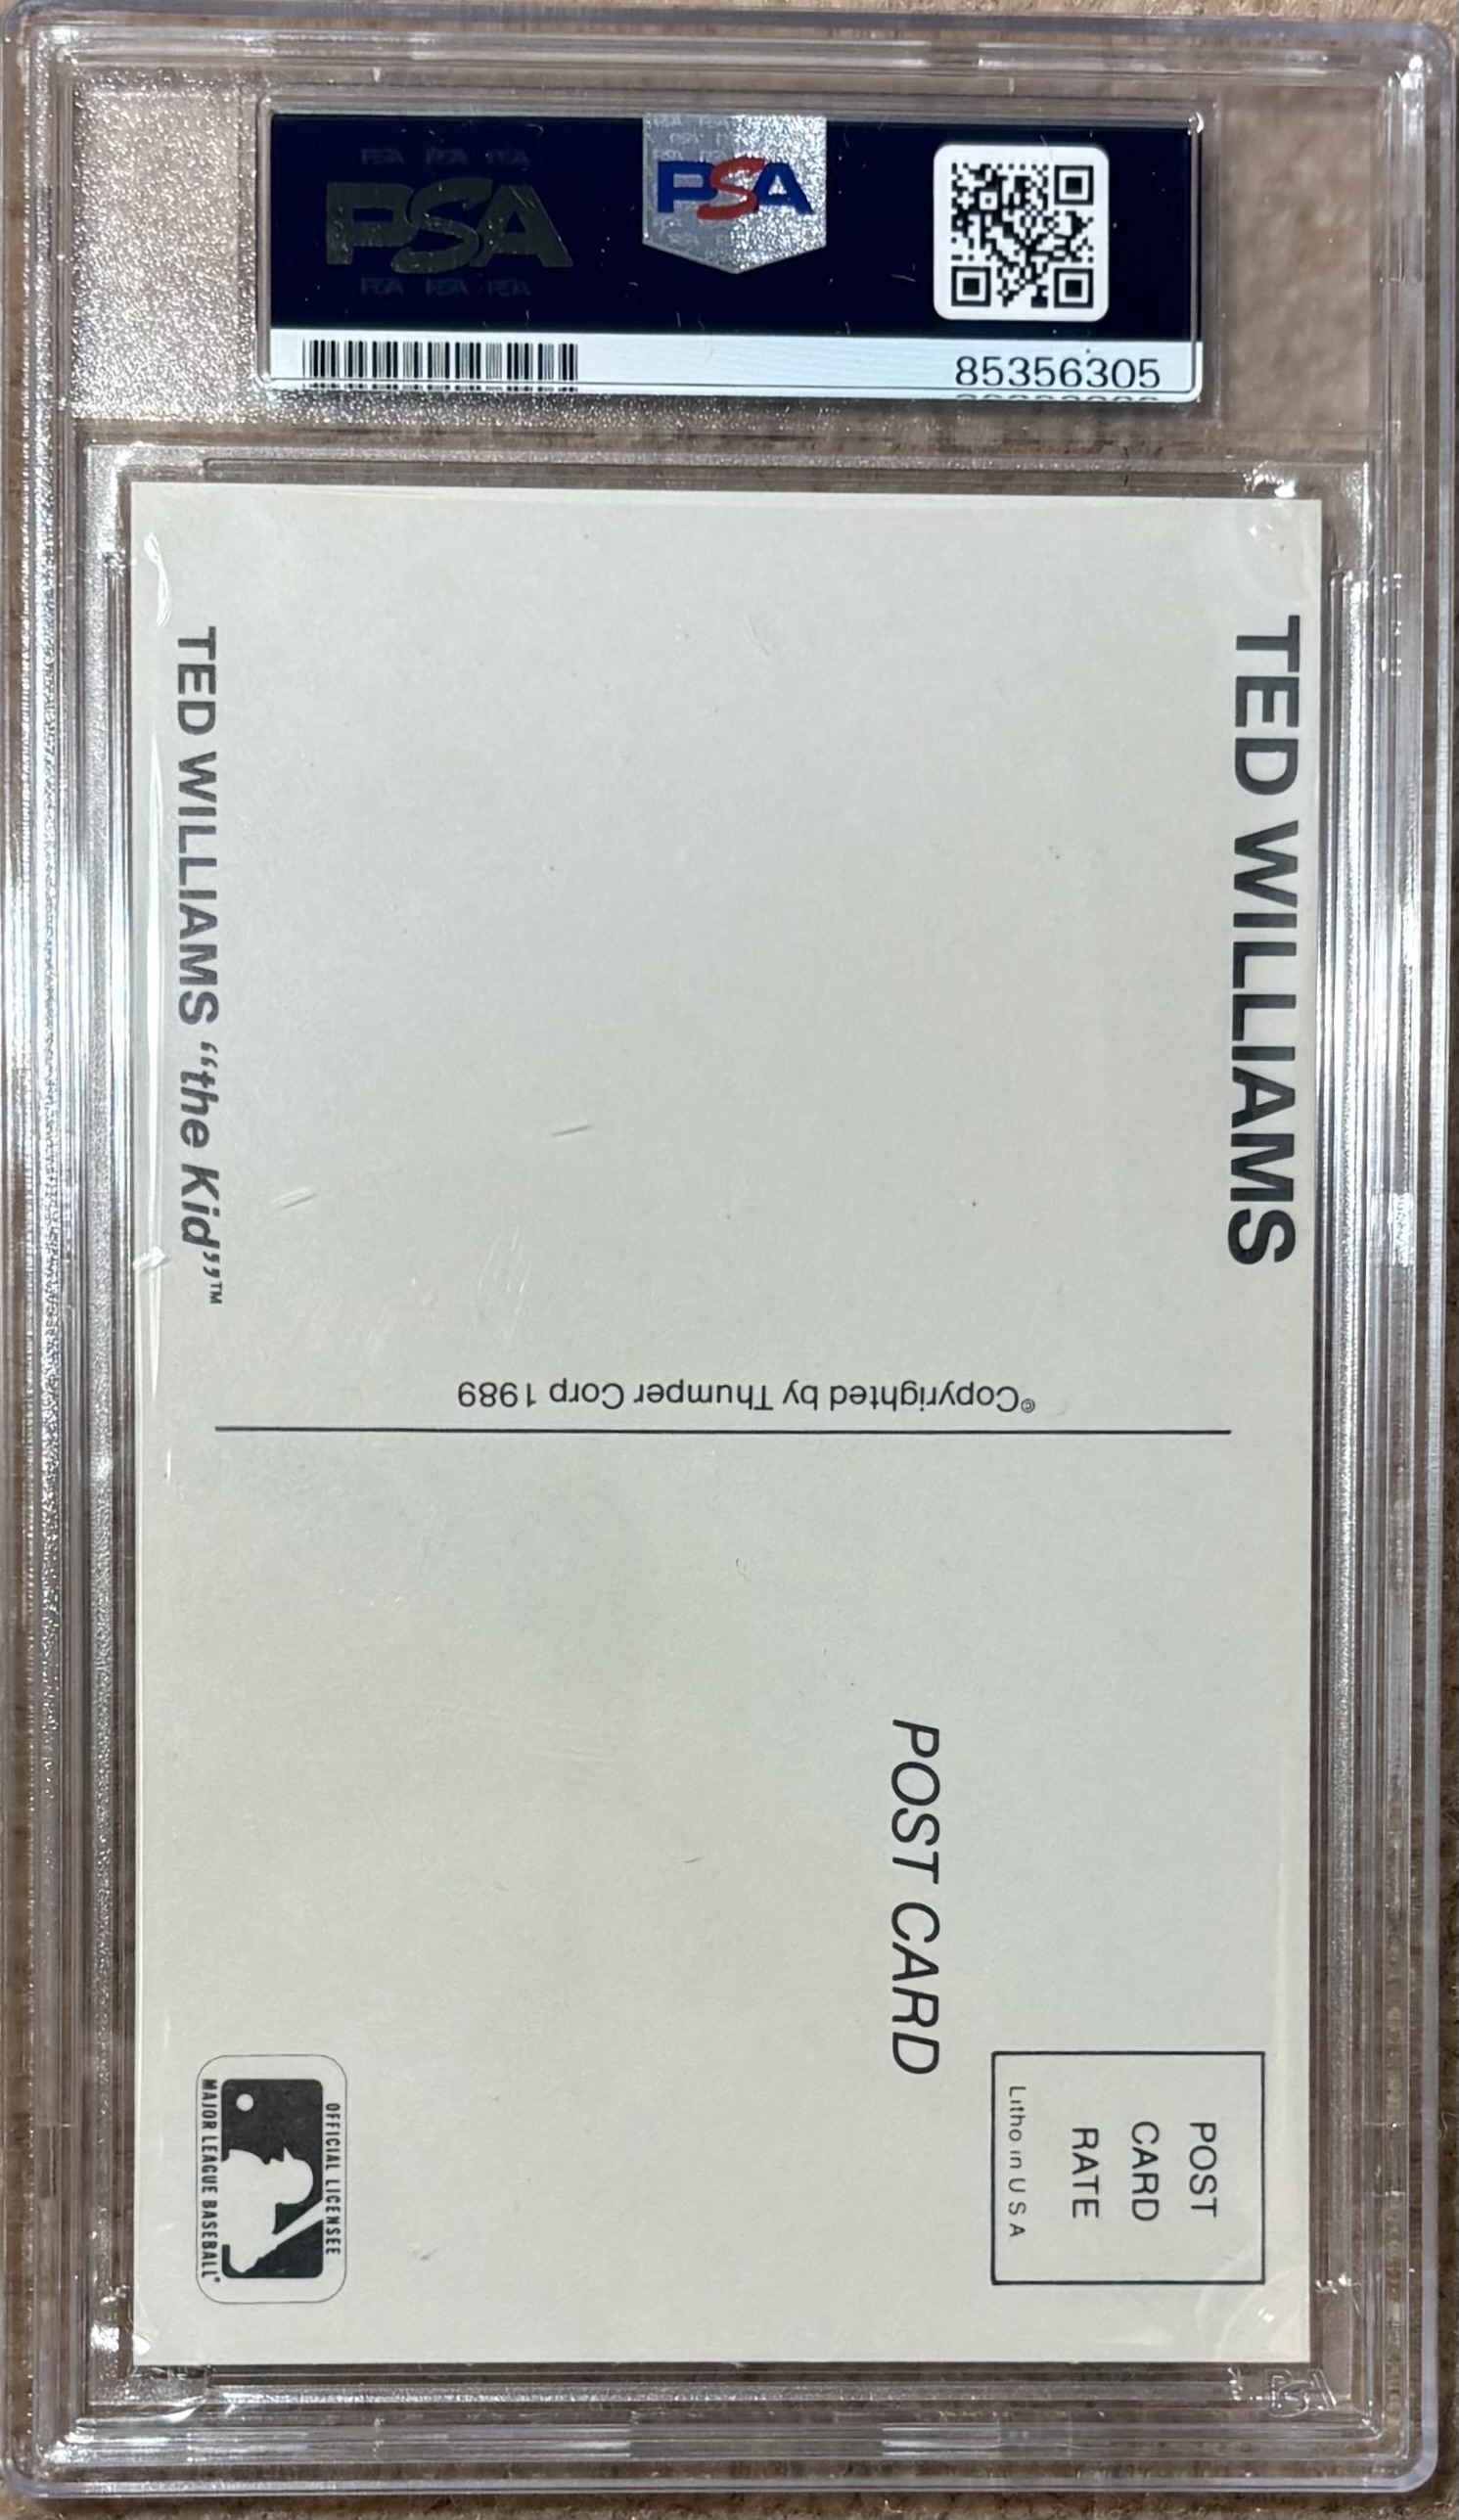 PSA
PSA
85356305
TED WILLIAMS
TED WILLIAMS “the Kid”™
©Copyrighted by Thumper Corp 1989
POST CARD
POST
CARD
RATE
Litho in U S A
OFFICIAL LICENSEE
MAJOR LEAGUE BASEBALL®